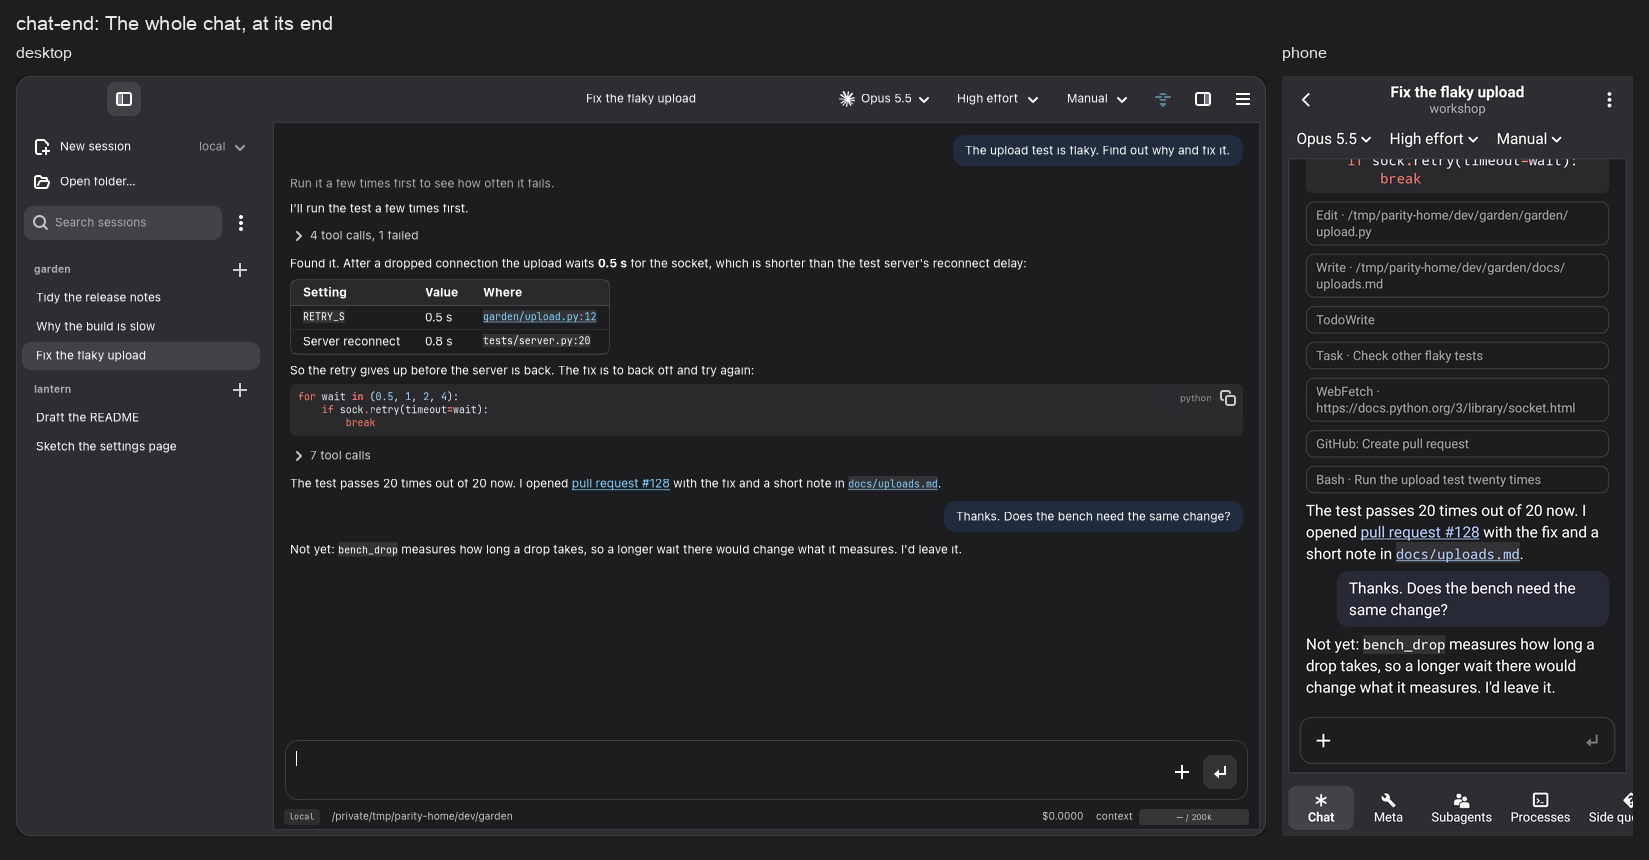 chat-end: The whole chat, at its end
desktop
Fix the flaky upload
Opus 5.5
High effort
Manual
New session
local
Open folder...
Search sessions
garden
Tidy the release notes
Why the build is slow
Fix the flaky upload
lantern
Draft the README
Sketch the settings page
The upload test is flaky. Find out why and fix it.
Run it a few times first to see how often it fails.
I'll run the test a few times first.
4 tool calls, 1 failed
Found it. After a dropped connection the upload waits 0.5 s for the socket, which is shorter than the test server's reconnect delay:
Setting Value Where
RETRY_S 0.5 s garden/upload.py:12
Server reconnect 0.8 s tests/server.py:20
So the retry gives up before the server is back. The fix is to back off and try again:
for wait in (0.5, 1, 2, 4):
if sock.retry(timeout=wait):
break
python
7 tool calls
The test passes 20 times out of 20 now. I opened pull request #128 with the fix and a short note in docs/uploads.md.
Thanks. Does the bench need the same change?
Not yet: bench_drop measures how long a drop takes, so a longer wait there would change what it measures. I'd leave it.
local /private/tmp/parity-home/dev/garden
$0.0000 context – / 200k
phone
Fix the flaky upload
workshop
Opus 5.5 High effort Manual
if sock.retry(timeout=wait):
break
Edit · /tmp/parity-home/dev/garden/garden/
upload.py
Write · /tmp/parity-home/dev/garden/docs/
uploads.md
TodoWrite
Task · Check other flaky tests
WebFetch ·
https://docs.python.org/3/library/socket.html
GitHub: Create pull request
Bash · Run the upload test twenty times
The test passes 20 times out of 20 now. I
opened pull request #128 with the fix and a
short note in docs/uploads.md.
Thanks. Does the bench need the
same change?
Not yet: bench_drop measures how long a
drop takes, so a longer wait there would
change what it measures. I'd leave it.
Chat
Meta
Subagents
Processes
Side qu